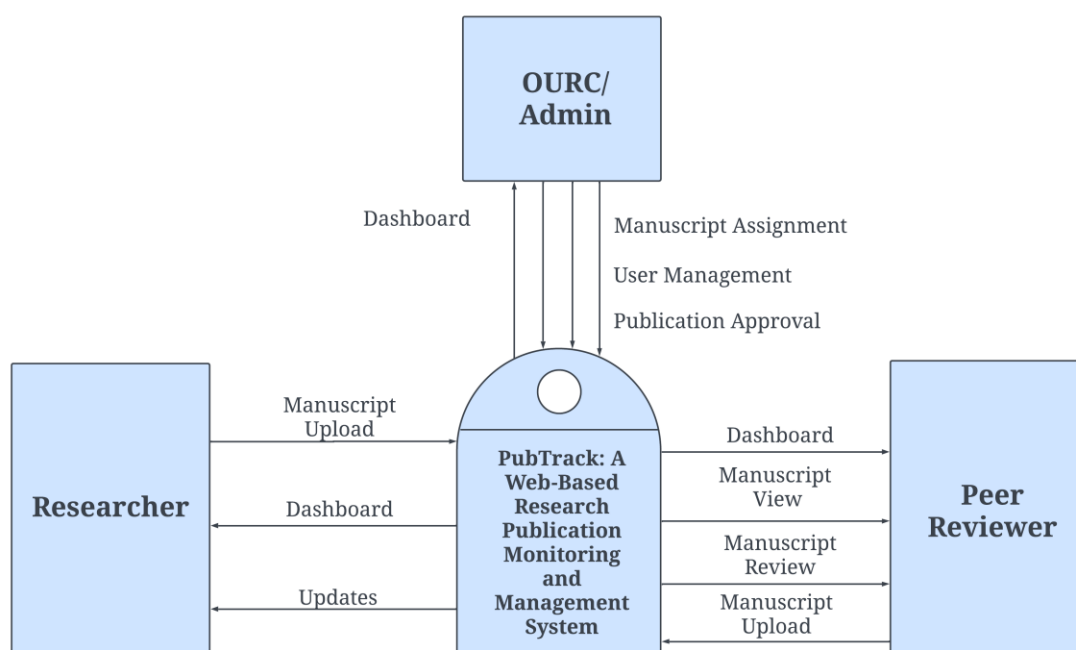 OURC/
Admin
Dashboard
Manuscript Assignment
User Management
Publication Approval
Researcher
Manuscript
Upload
Dashboard
Updates
PubTrack: A
Web-Based
Research
Publication
Monitoring
and
Management
System
Dashboard
Manuscript
View
Manuscript
Review
Manuscript
Upload
Peer
Reviewer